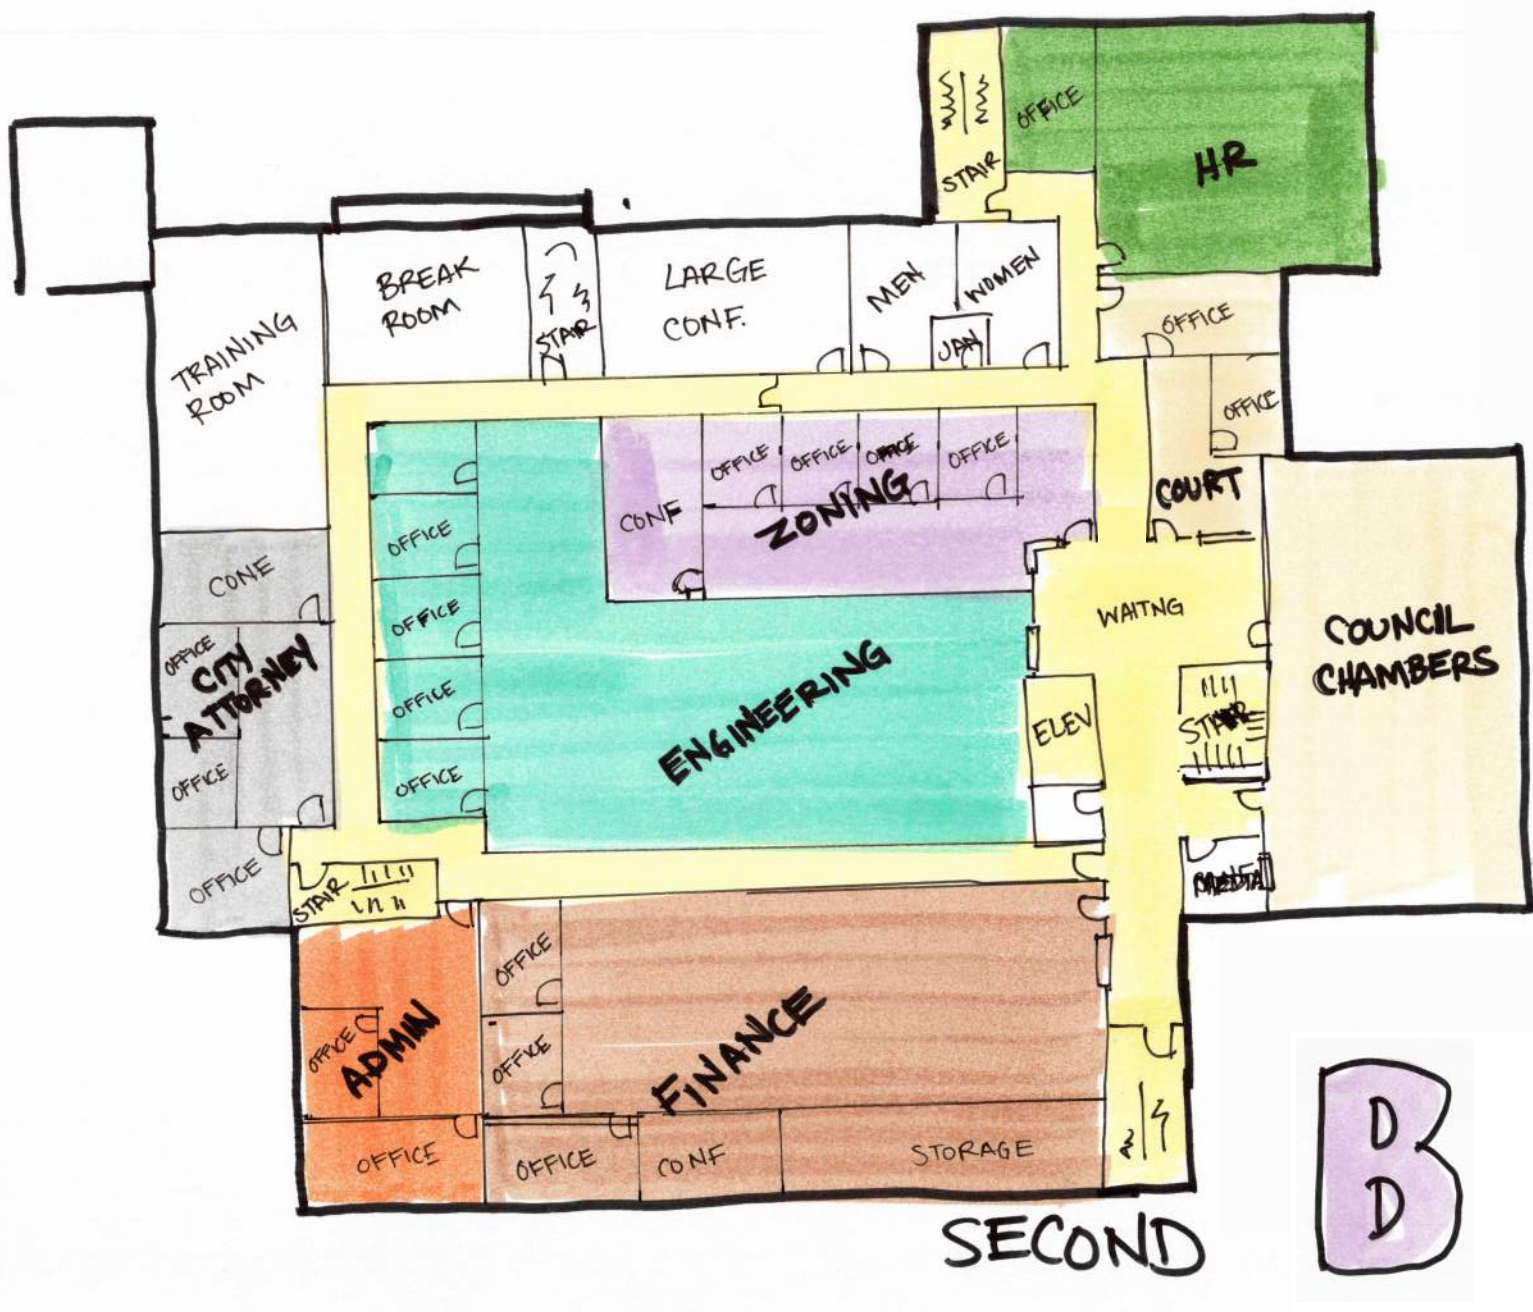 OFFICE
HR
STAIR
BREAK
ROOM
STAIR
LARGE
CONF.
MEN
WOMEN
JAN
OFFICE
TRAINING
ROOM
OFFICE
OFFICE
OFFICE
OFFICE
OFFICE
CONF
ZONING
COURT
OFFICE
CONF
OFFICE
WAITNG
COUNCIL
CHAMBERS
OFFICE
CITY
ATTORNEY
OFFICE
ENGINEERING
ELEV
STAIR
OFFICE
OFFICE
OFFICE
STAIR
OFFICE
ADMIN
OFFICE
OFFICE
FINANCE
OFFICE
OFFICE
CONF
STORAGE
SECOND
B
D
D